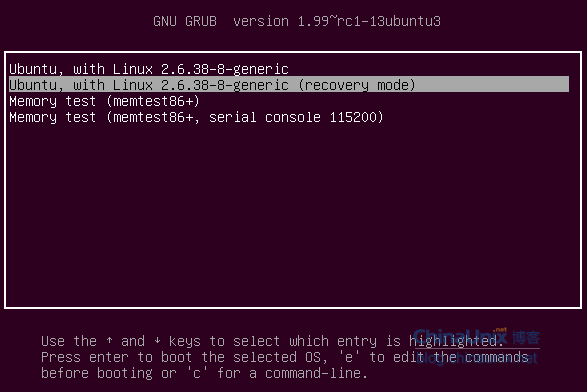 GNU GRUB  version 1.99~rc1-13ubuntu3
Ubuntu, with Linux 2.6.38-8-generic
Ubuntu, with Linux 2.6.38-8-generic (recovery mode)
Memory test (memtest86+)
Memory test (memtest86+, serial console 115200)
Use the ↑ and ↓ keys to select which entry is highlighted.
Press enter to boot the selected OS, 'e' to edit the commands
before booting or 'c' for a command-line.
ChinaUnix.net 博客